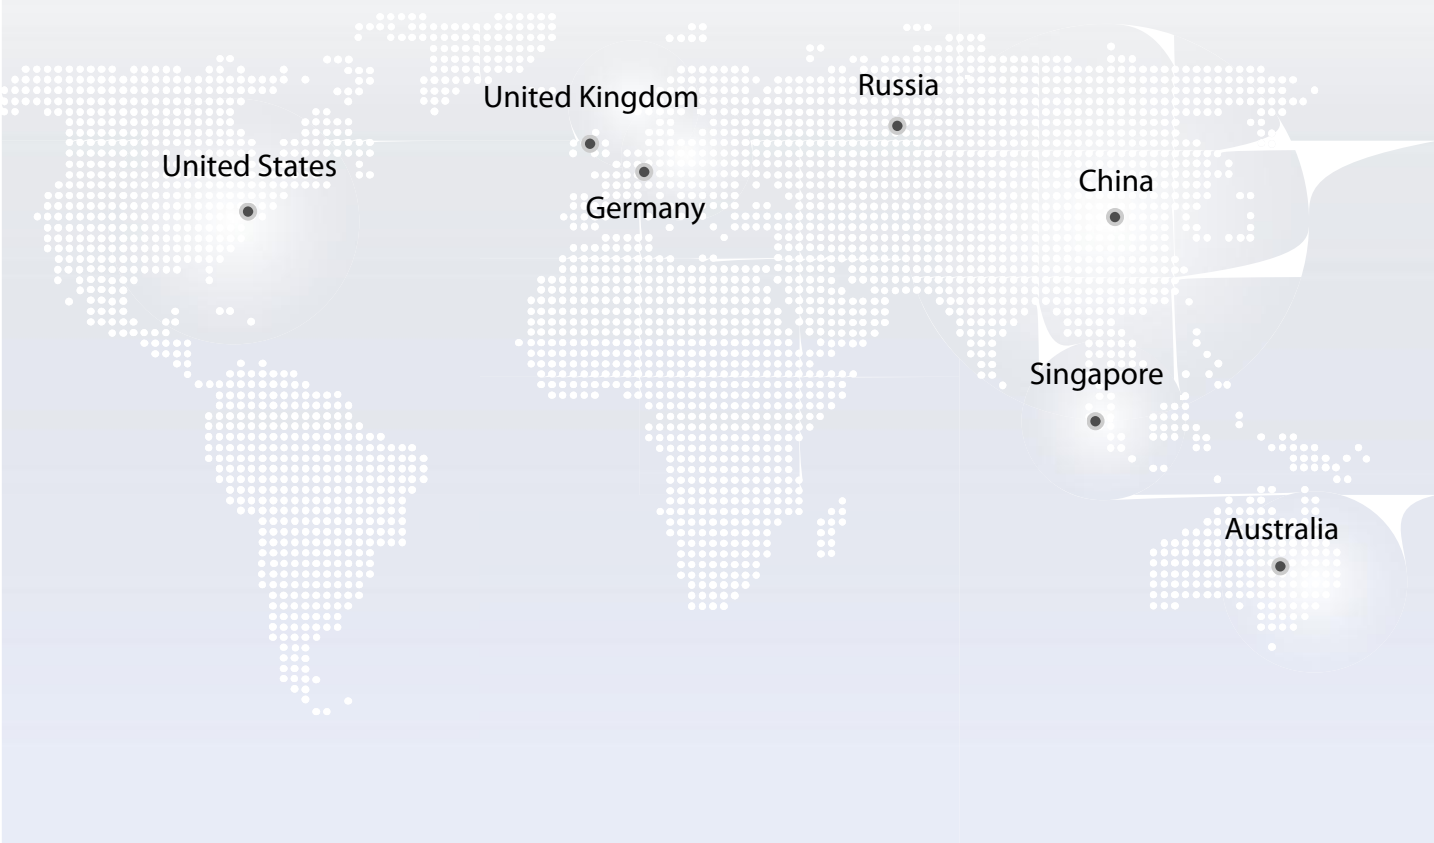 Russia
United Kingdom
United States
China
Germany
Singapore
Australia